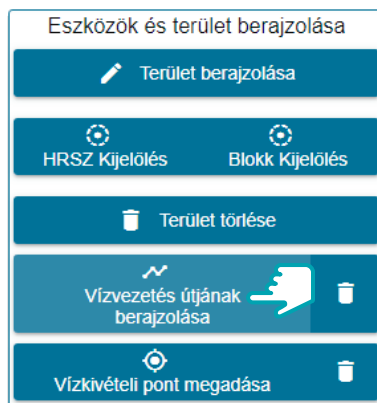 Eszközök és terület berajzolása
Terület berajzolása
HRSZ Kijelölés Blokk Kijelölés
Terület törlése
Vízvezetés útjának
berajzolása
Vízkivételi pont megadása